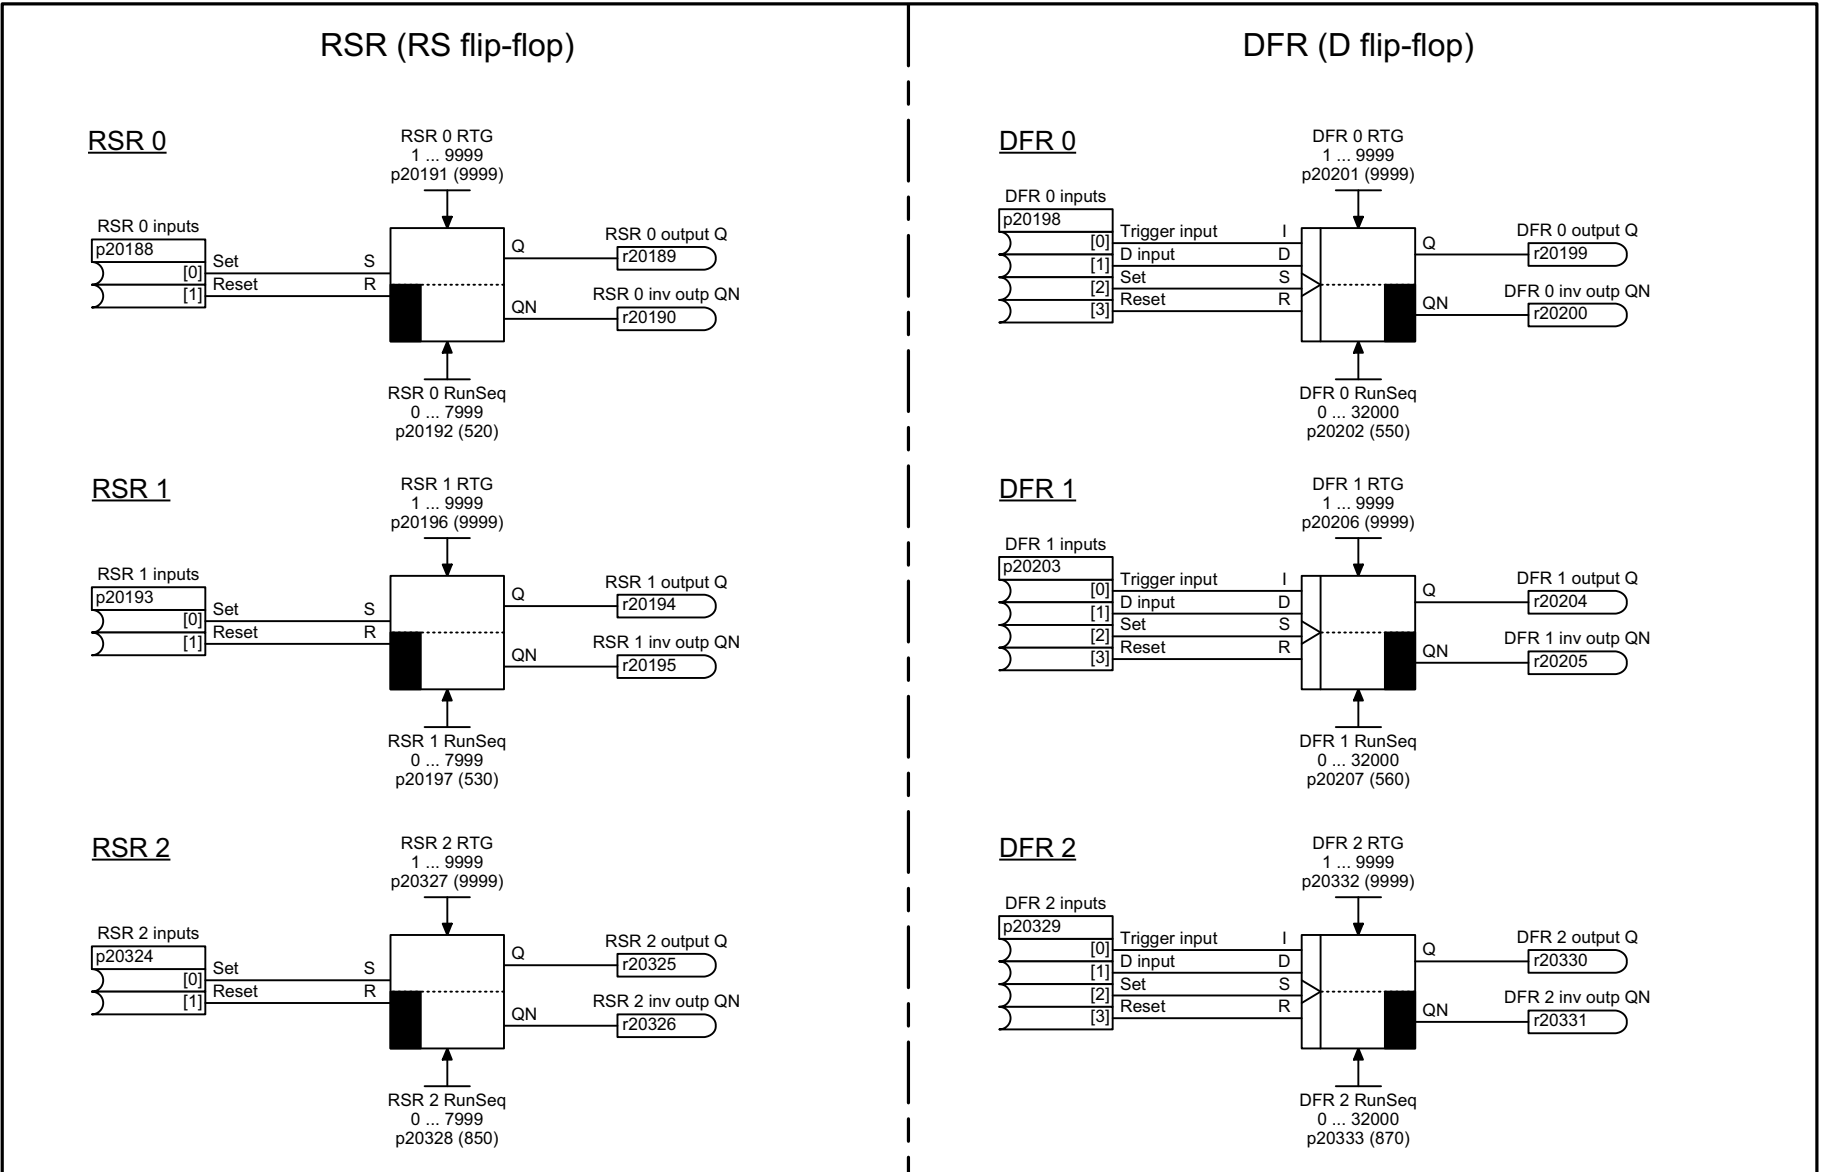 RSR (RS flip-flop)
RSR 0
RSR 0 RTG
1 ... 9999
p20191 (9999)
RSR 0 inputs
p20188
[0] Set S
[1] Reset R
Q
RSR 0 output Q
r20189
QN
RSR 0 inv outp QN
r20190
RSR 0 RunSeq
0 ... 7999
p20192 (520)
RSR 1
RSR 1 RTG
1 ... 9999
p20196 (9999)
RSR 1 inputs
p20193
[0] Set S
[1] Reset R
Q
RSR 1 output Q
r20194
QN
RSR 1 inv outp QN
r20195
RSR 1 RunSeq
0 ... 7999
p20197 (530)
RSR 2
RSR 2 RTG
1 ... 9999
p20327 (9999)
RSR 2 inputs
p20324
[0] Set S
[1] Reset R
Q
RSR 2 output Q
r20325
QN
RSR 2 inv outp QN
r20326
RSR 2 RunSeq
0 ... 7999
p20328 (850)
DFR (D flip-flop)
DFR 0
DFR 0 RTG
1 ... 9999
p20201 (9999)
DFR 0 inputs
p20198
[0] Trigger input I
[1] D input D
[2] Set S
[3] Reset R
Q
DFR 0 output Q
r20199
QN
DFR 0 inv outp QN
r20200
DFR 0 RunSeq
0 ... 32000
p20202 (550)
DFR 1
DFR 1 RTG
1 ... 9999
p20206 (9999)
DFR 1 inputs
p20203
[0] Trigger input I
[1] D input D
[2] Set S
[3] Reset R
Q
DFR 1 output Q
r20204
QN
DFR 1 inv outp QN
r20205
DFR 1 RunSeq
0 ... 32000
p20207 (560)
DFR 2
DFR 2 RTG
1 ... 9999
p20332 (9999)
DFR 2 inputs
p20329
[0] Trigger input I
[1] D input D
[2] Set S
[3] Reset R
Q
DFR 2 output Q
r20330
QN
DFR 2 inv outp QN
r20331
DFR 2 RunSeq
0 ... 32000
p20333 (870)